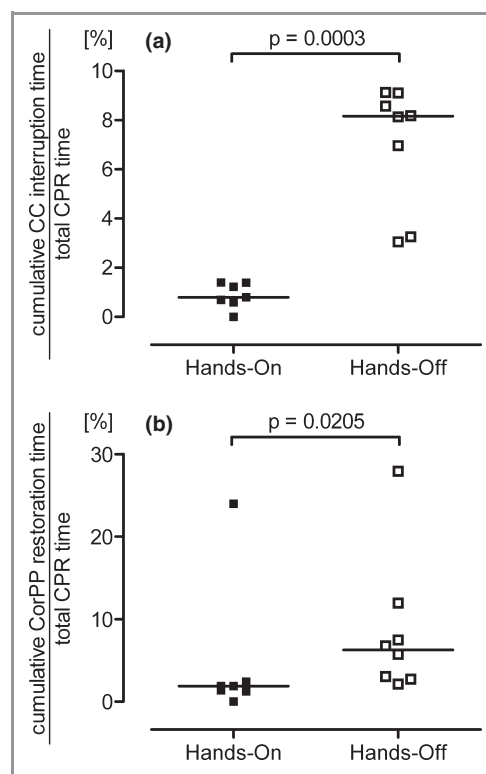 [%]
(a)
p = 0.0003
cumulative CC interruption time
total CPR time
10
8
6
4
2
0
Hands-On
Hands-Off
[%]
(b)
p = 0.0205
cumulative CorPP restoration time
total CPR time
30
20
10
0
Hands-On
Hands-Off